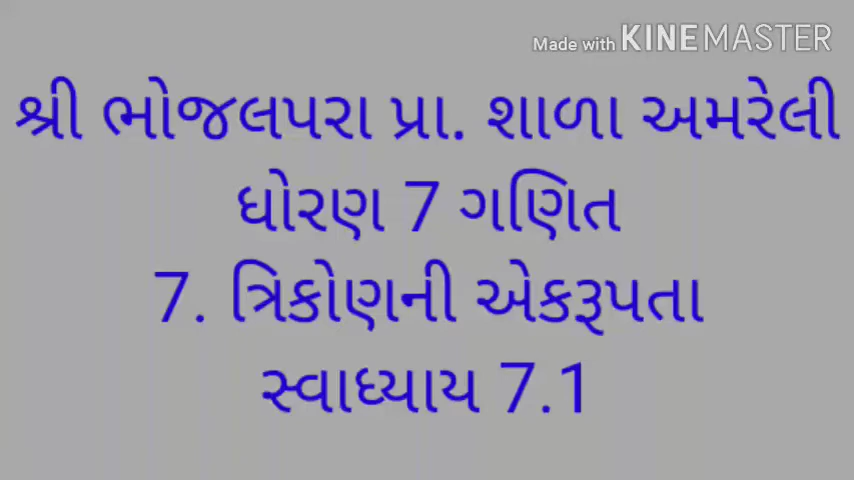 Made with KINEMASTER
શ્રી ભોજલપરા પ્રા. શાળા અમરેલી
ધોરણ 7 ગણિત
7. ત્રિકોણની એકરૂપતા
સ્વાધ્યાય 7.1